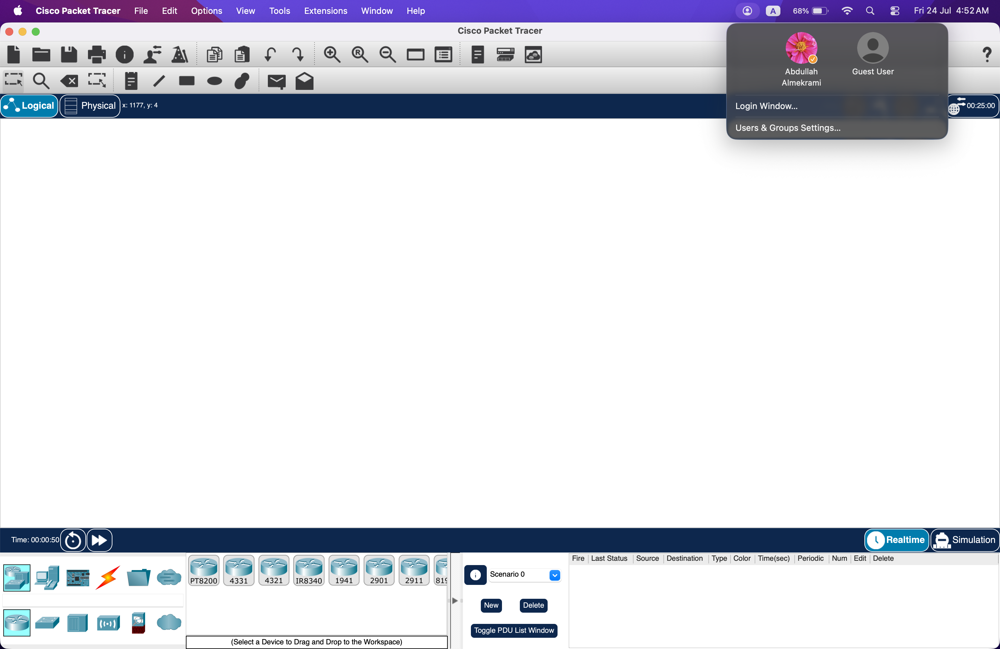 Cisco Packet Tracer File Edit Options View Tools Extensions Window Help A 68% Fri 24 Jul 4:52 AM
Cisco Packet Tracer
Abdullah Almekrami
Guest User
Login Window...
Users & Groups Settings...
Logical Physical x: 1177, y: 4 00:25:00
Time: 00:00:50 Realtime Simulation
PT8200 4331 4321 IR8340 1941 2901 2911 819
(Select a Device to Drag and Drop to the Workspace)
Scenario 0
New Delete
Toggle PDU List Window
Fire Last Status Source Destination Type Color Time(sec) Periodic Num Edit Delete